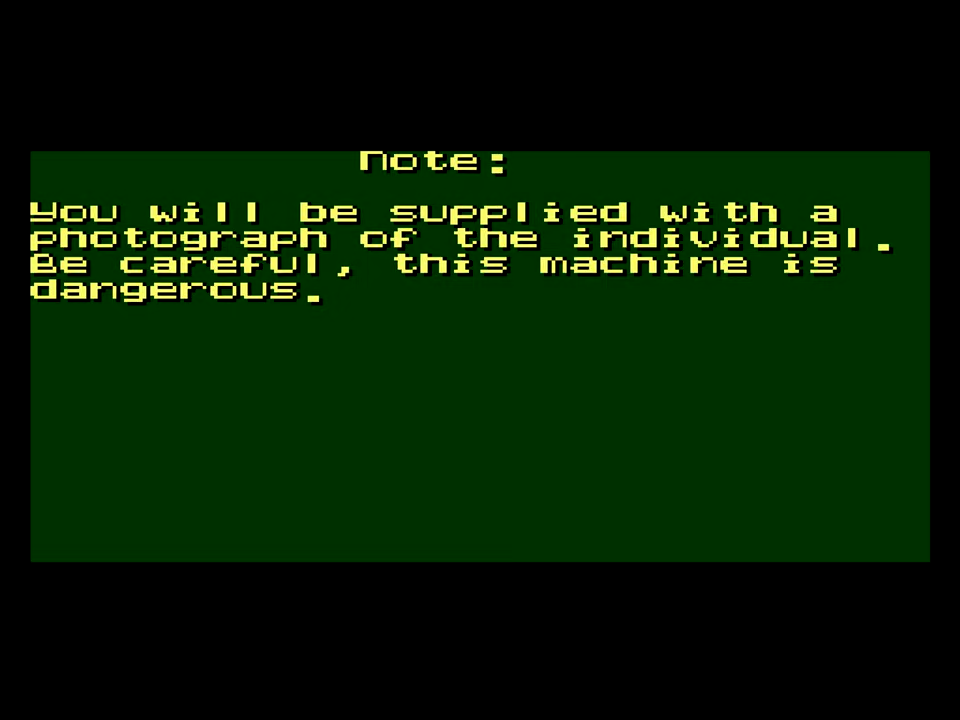 Note:
You will be supplied with a
photograph of the individual.
Be careful, this machine is
dangerous.